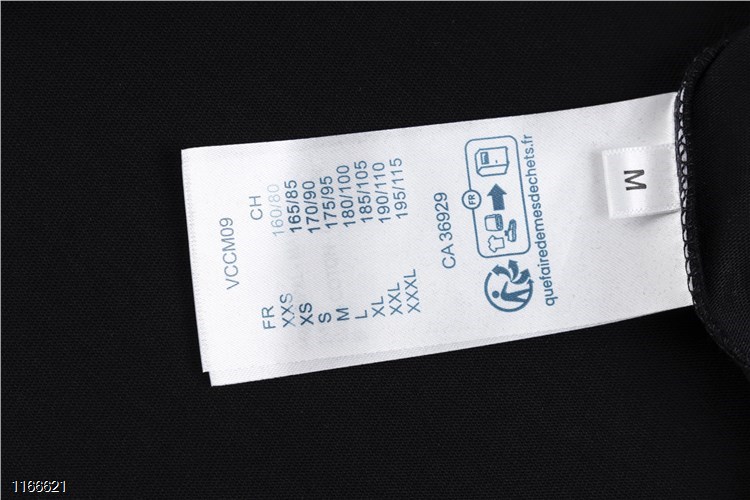 VCCM09
FR CH
XXS 160/80
XS 165/85
S 170/90
M 175/95
L 180/100
XL 185/105
XXL 190/110
XXXL 195/115
CA 36929
FR
quefairedemesdechets.fr
M
1166621